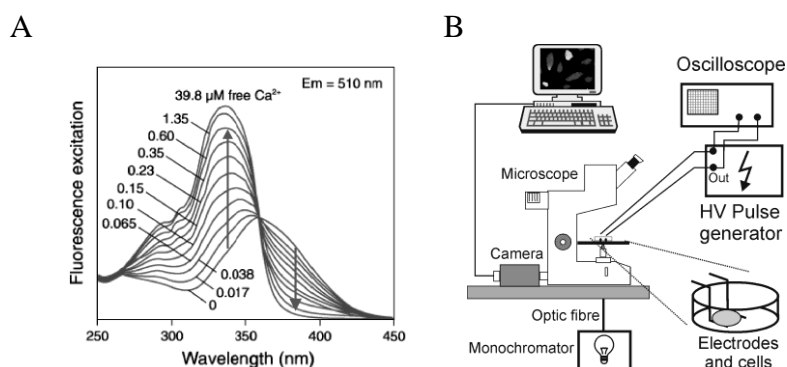 A
Em = 510 nm
39.8 µM free Ca²⁺
1.35
0.60
0.35
0.23
0.15
0.10
0.065
0.038
0.017
0
Fluorescence excitation
250
300
350
400
450
Wavelength (nm)
B
Oscilloscope
Microscope
Out
HV Pulse
generator
Camera
Optic fibre
Monochromator
Electrodes
and cells